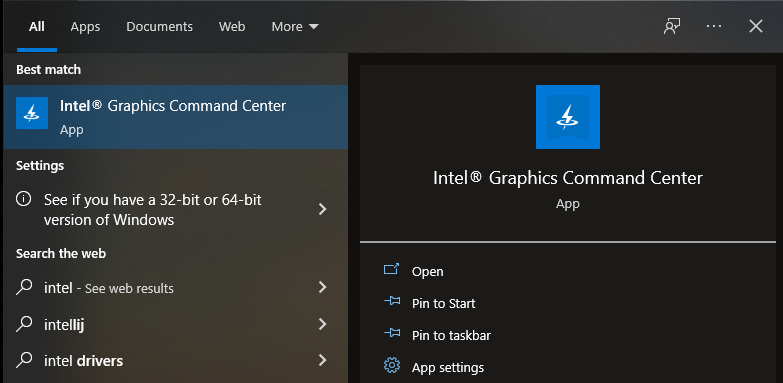 All Apps Documents Web More
Best match
Intel® Graphics Command Center
App
Settings
See if you have a 32-bit or 64-bit
version of Windows
Search the web
intel - See web results
intellij
intel drivers
Intel® Graphics Command Center
App
Open
Pin to Start
Pin to taskbar
App settings